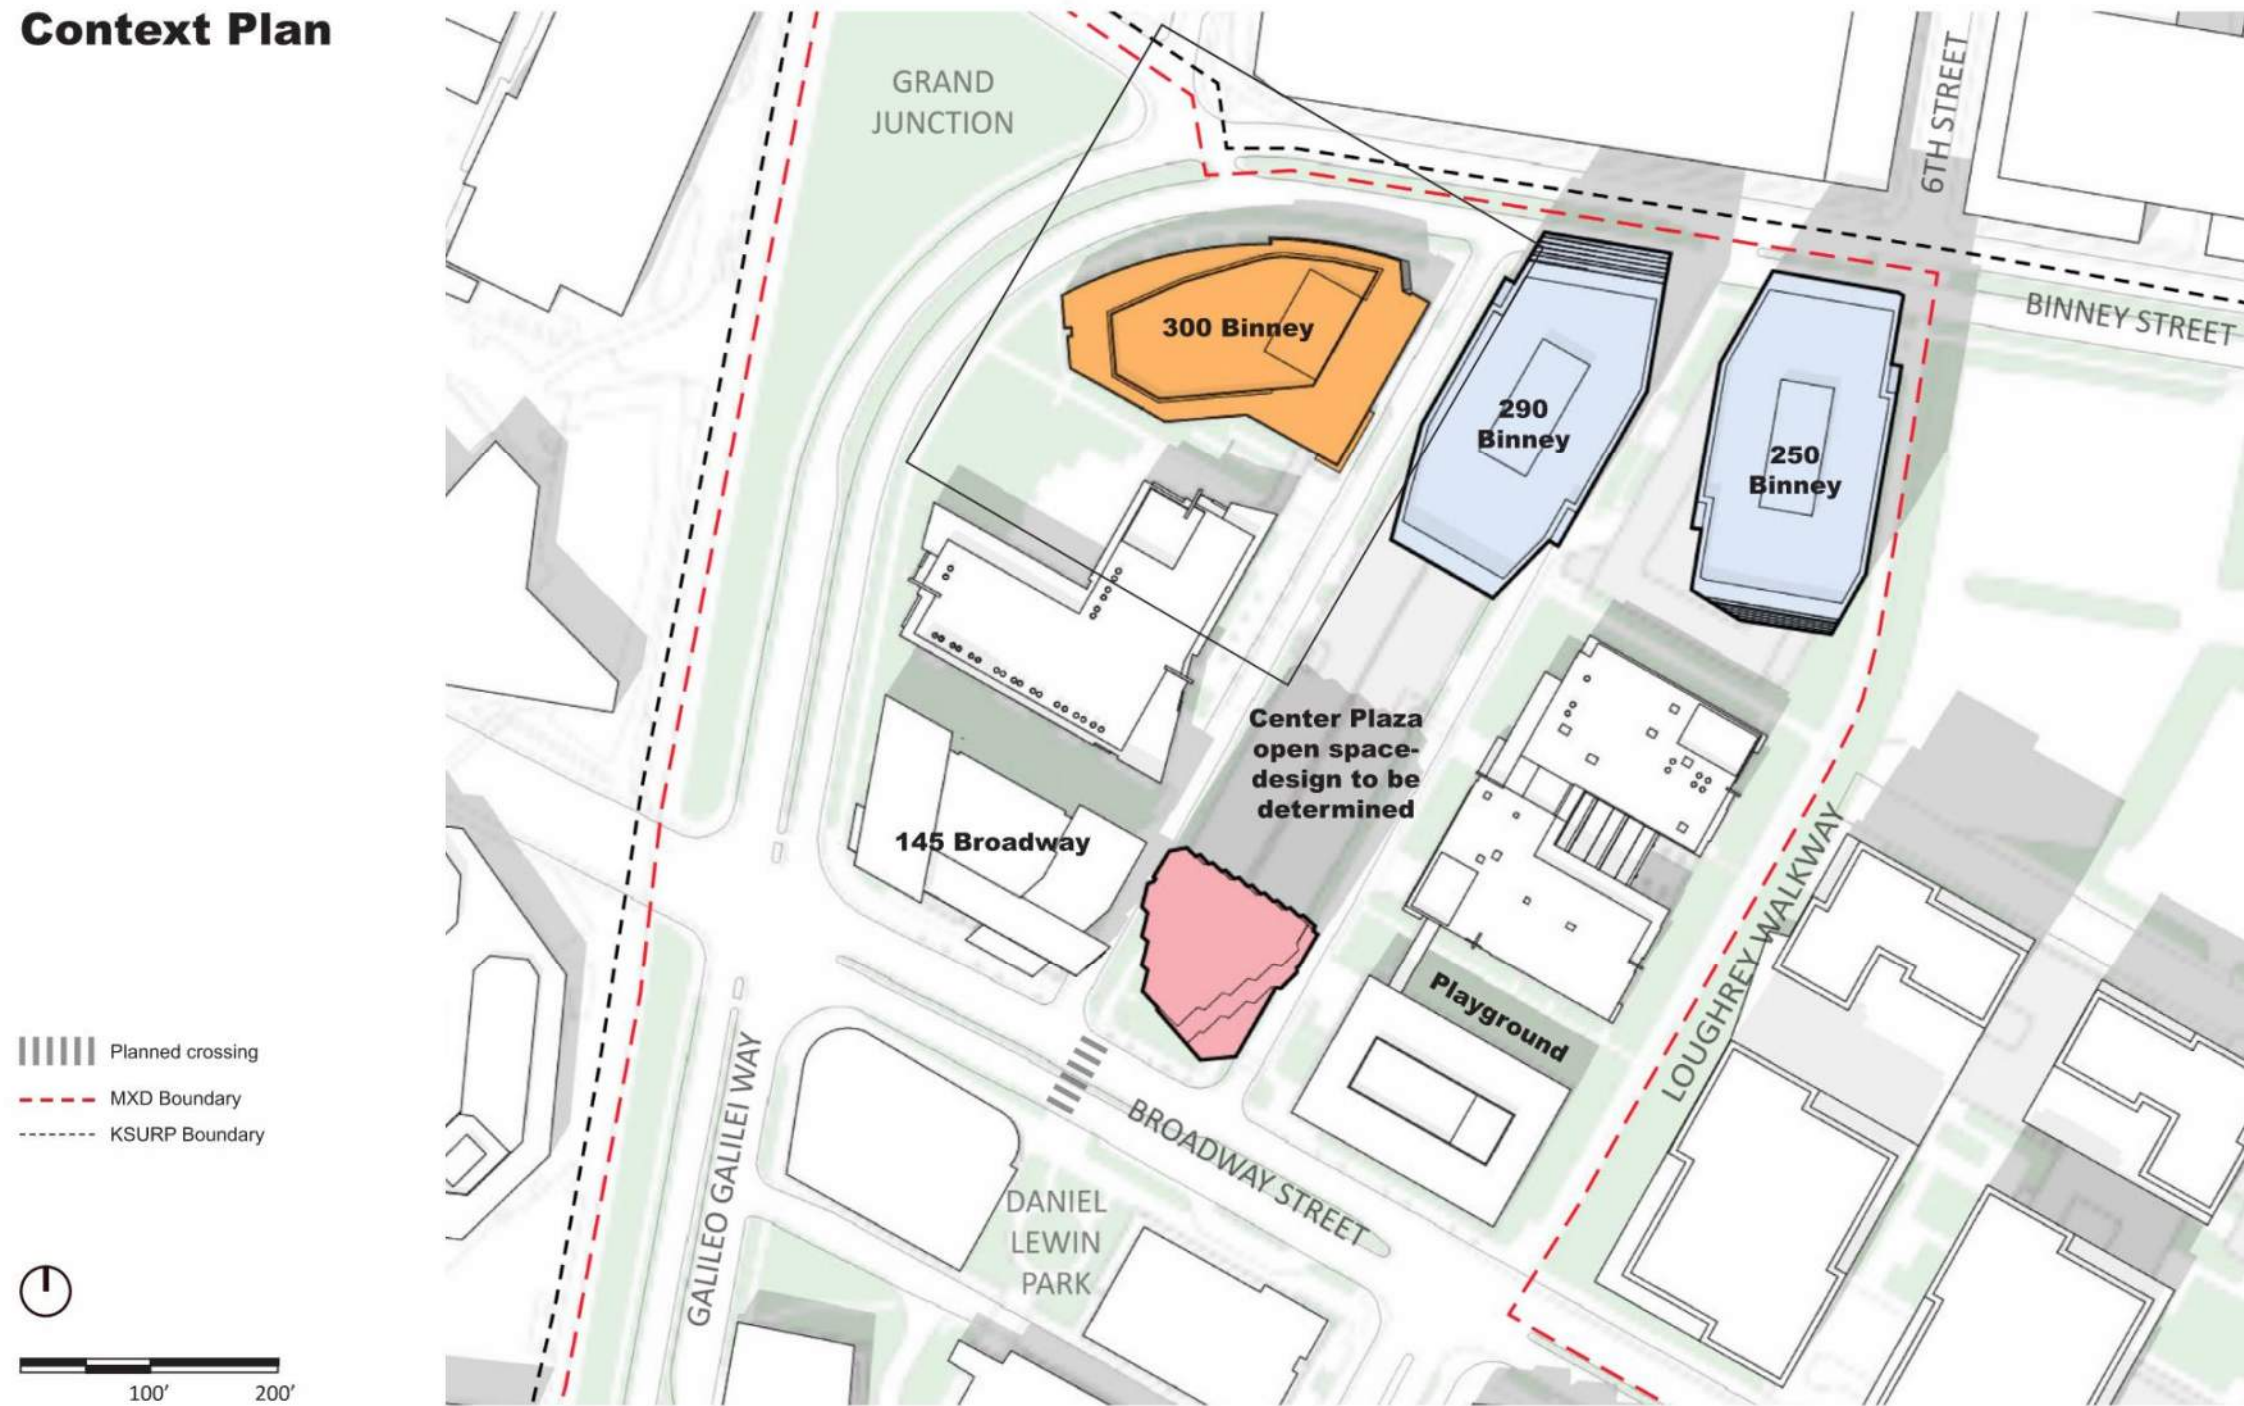 Context Plan
GRAND
JUNCTION
6TH STREET
BINNEY STREET
300 Binney
290
Binney
250
Binney
Center Plaza
open space-
design to be
determined
145 Broadway
LOUGHREY WALKWAY
Playground
BROADWAY STREET
GALILEO GALILEI WAY
DANIEL
LEWIN
PARK
Planned crossing
MXD Boundary
KSURP Boundary
100' 200'